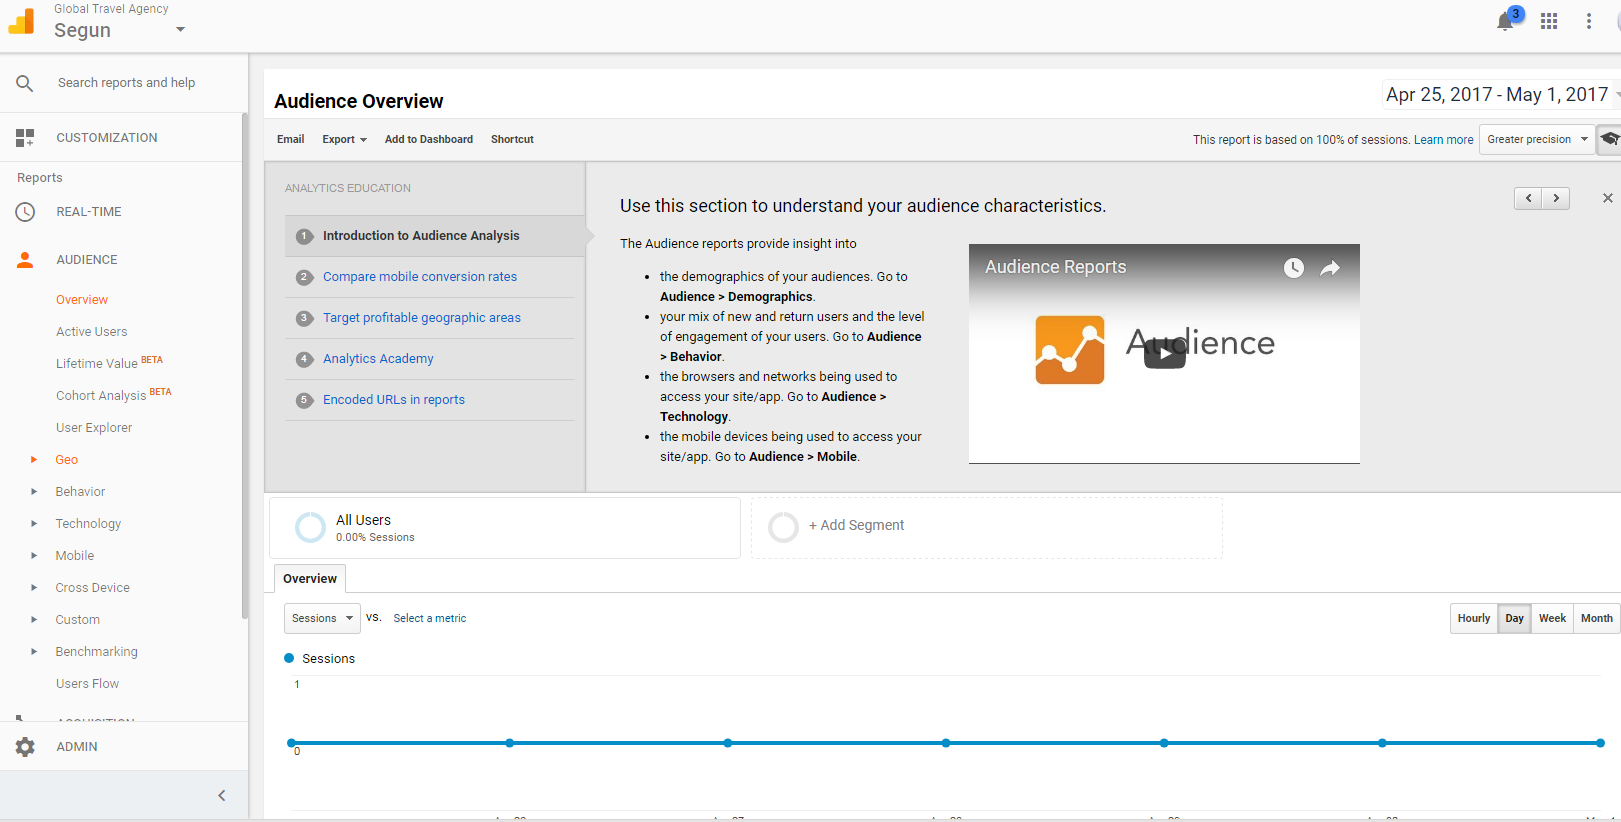 Global Travel Agency
Segun
3
Search reports and help
CUSTOMIZATION
Reports
REAL-TIME
AUDIENCE
Overview
Active Users
Lifetime Value BETA
Cohort Analysis BETA
User Explorer
Geo
Behavior
Technology
Mobile
Cross Device
Custom
Benchmarking
Users Flow
ACQUISITION
ADMIN
Audience Overview
Apr 25, 2017 - May 1, 2017
Email Export Add to Dashboard Shortcut
This report is based on 100% of sessions. Learn more Greater precision
ANALYTICS EDUCATION
1 Introduction to Audience Analysis
2 Compare mobile conversion rates
3 Target profitable geographic areas
4 Analytics Academy
5 Encoded URLs in reports
Use this section to understand your audience characteristics.
The Audience reports provide insight into
the demographics of your audiences. Go to
Audience > Demographics.
your mix of new and return users and the level
of engagement of your users. Go to Audience
> Behavior.
the browsers and networks being used to
access your site/app. Go to Audience >
Technology.
the mobile devices being used to access your
site/app. Go to Audience > Mobile.
Audience Reports
Audience
All Users
0.00% Sessions
+ Add Segment
Overview
Sessions VS. Select a metric
Hourly Day Week Month
Sessions
1
0